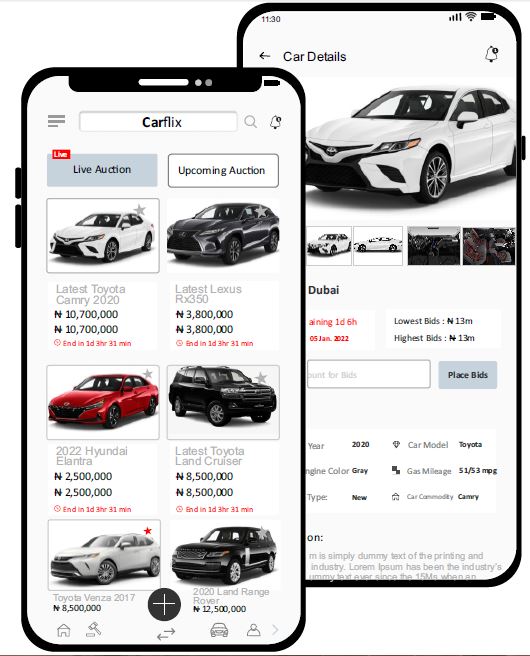 Carflix
Live
Live Auction
Upcoming Auction
Latest Toyota
Camry 2020
₦ 10,700,000
₦ 10,700,000
End in 1d 3hr 31 min
Latest Lexus
Rx350
₦ 3,800,000
₦ 3,800,000
End in 1d 3hr 31 min
2022 Hyundai
Elantra
₦ 2,500,000
₦ 2,500,000
End in 1d 3hr 31 min
Latest Toyota
Land Cruiser
₦ 8,500,000
₦ 8,500,000
End in 1d 3hr 31 min
Toyota Venza 2017
₦ 8,500,000
2020 Land Range
Rover
₦ 12,500,000
11:30
Car Details
Dubai
aining 1d 6h
05 Jan. 2022
Lowest Bids : ₦ 13m
Highest Bids : ₦ 13m
ount for Bids
Place Bids
Year 2020 Car Model Toyota
ngine Color Gray Gas Mileage 51/53 mpg
Type: New Car Commodity Camry
on:
m is simply dummy text of the printing and
industry. Lorem Ipsum has been the industry's
ummy text ever since the 15Ms when an